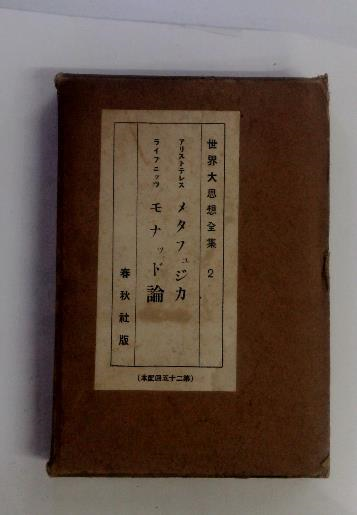 世界大思想全集 2
アリストテレス メタフュジカ
ライプニッツ モナッド論
春秋社版
(第二十五回配本)